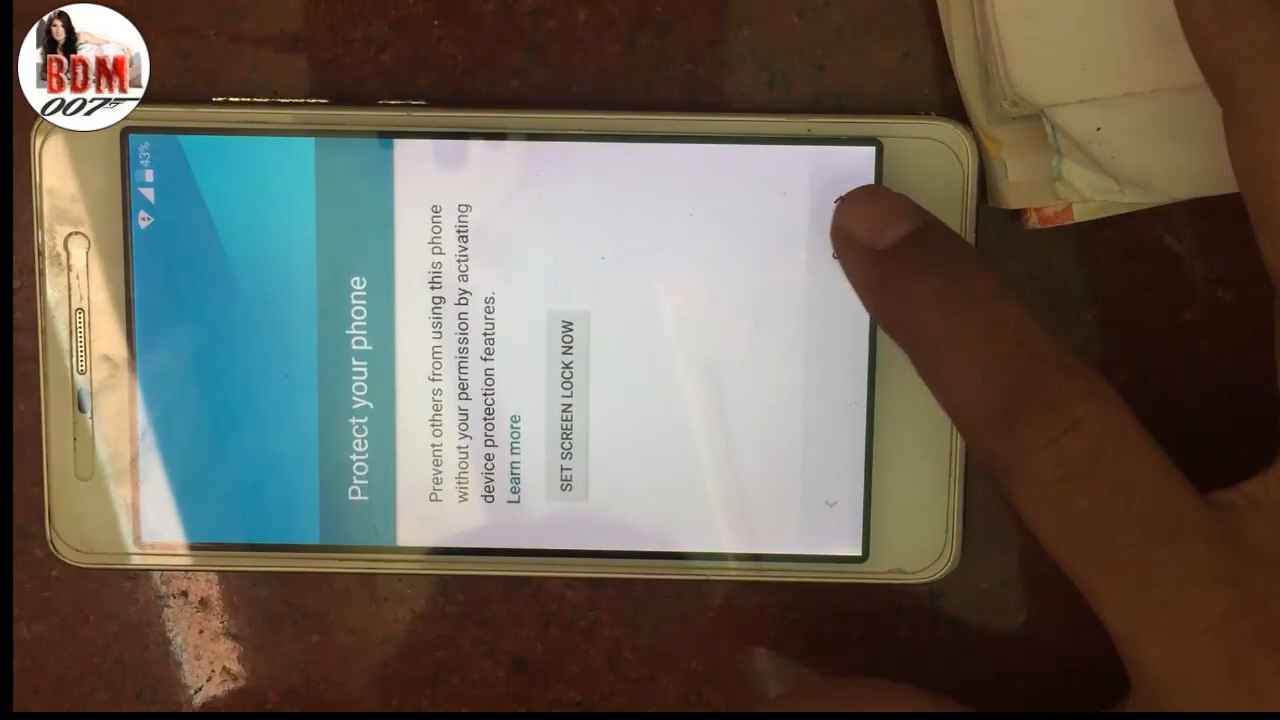 BDM
007
43%
Protect your phone
Prevent others from using this phone
without your permission by activating
device protection features.
Learn more
SET SCREEN LOCK NOW